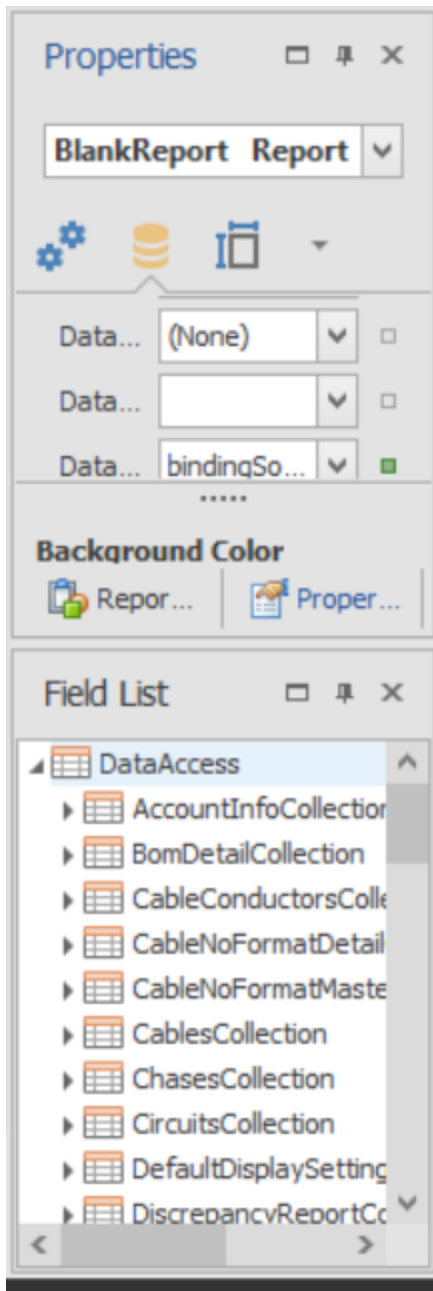 Properties
BlankReport Report
Data... (None)
Data...
Data... bindingSo...
Background Color
Repor... Proper...
Field List
DataAccess
AccountInfoCollection
BomDetailCollection
CableConductorsColle
CableNoFormatDetail
CableNoFormatMaste
CablesCollection
ChasesCollection
CircuitsCollection
DefaultDisplaySetting
DiscrepancyReportCo